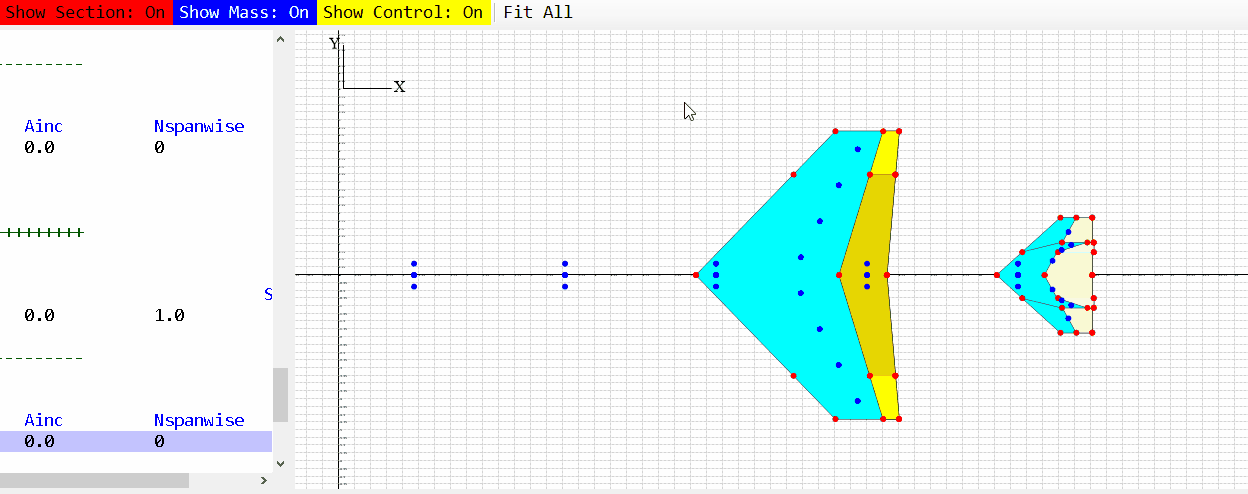 Show Section: On Show Mass: On Show Control: On Fit All
Y
X
Ainc Nspanwise
0.0 0
S
0.0 1.0
Ainc Nspanwise
0.0 0